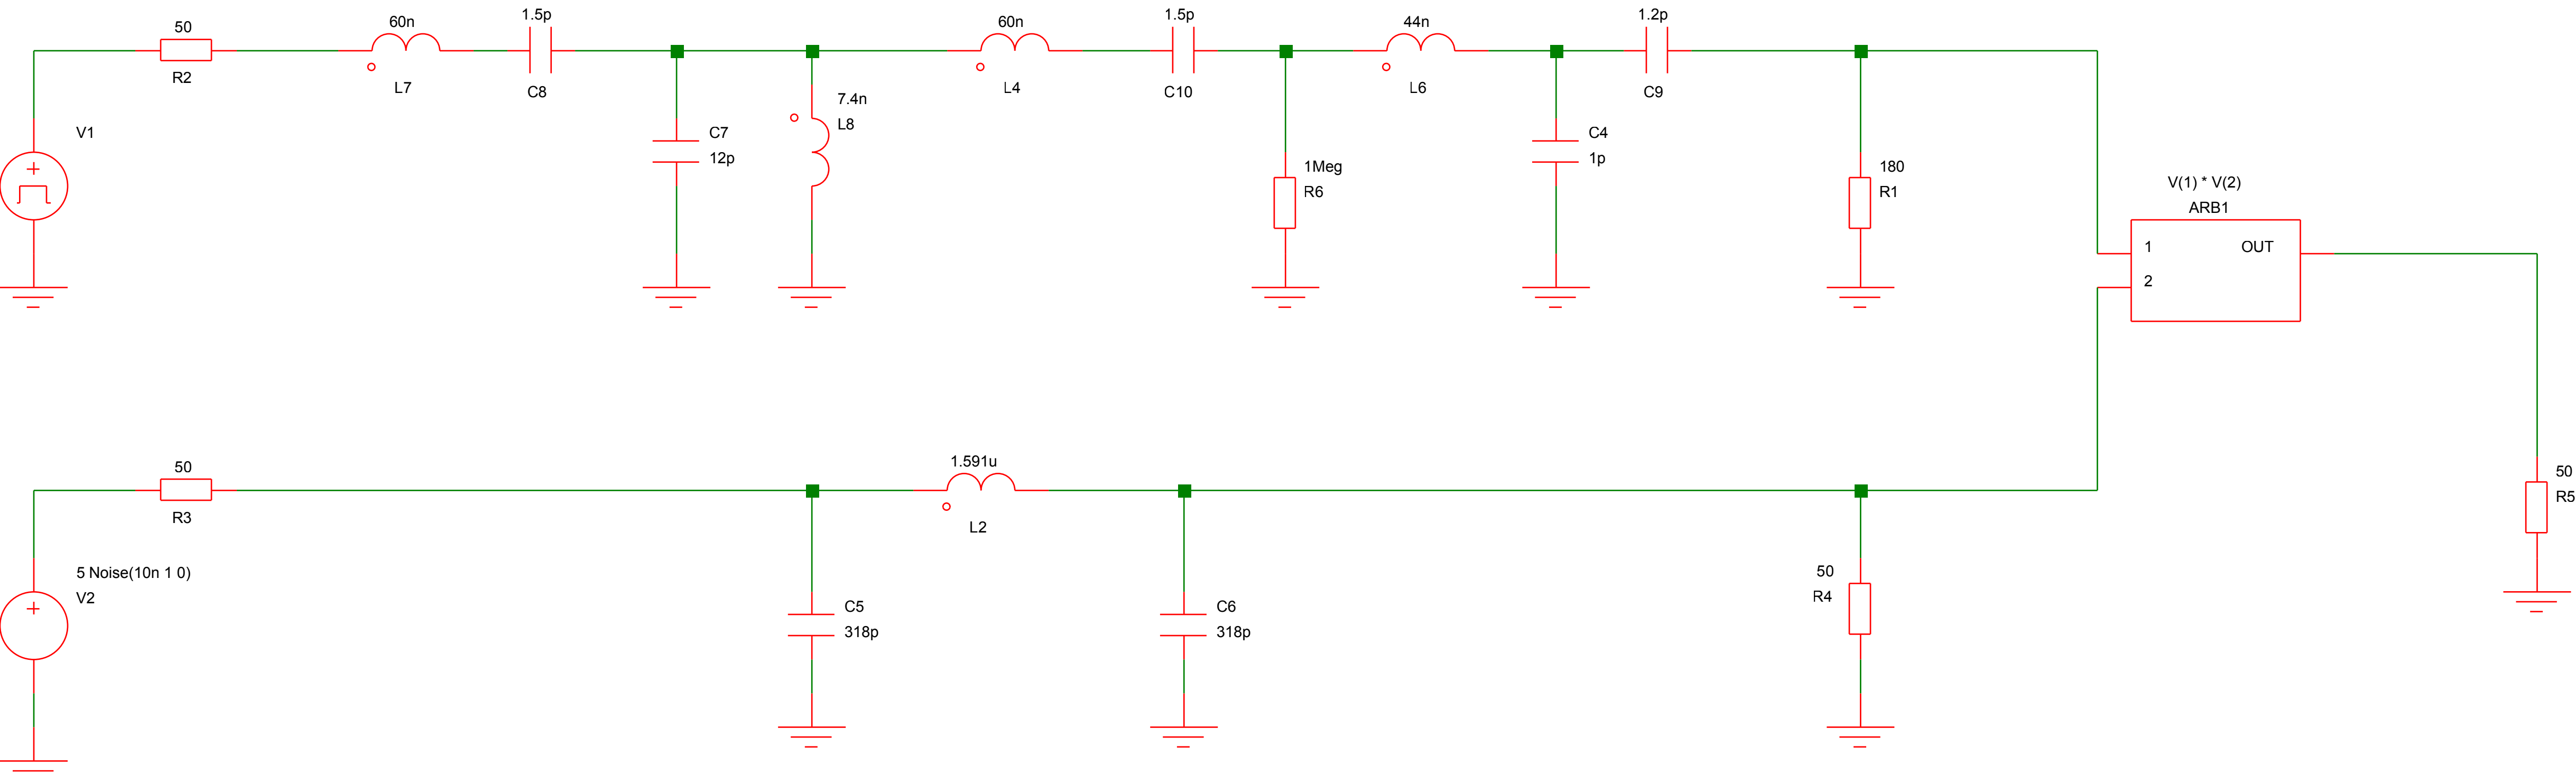 50
R2
60n
L7
1.5p
C8
60n
L4
1.5p
C10
44n
L6
1.2p
C9
V1
C7
12p
7.4n
L8
1Meg
R6
C4
1p
180
R1
V(1) * V(2)
ARB1
1
OUT
2
50
R3
1.591u
L2
5 Noise(10n 1 0)
V2
C5
318p
C6
318p
50
R4
50
R5